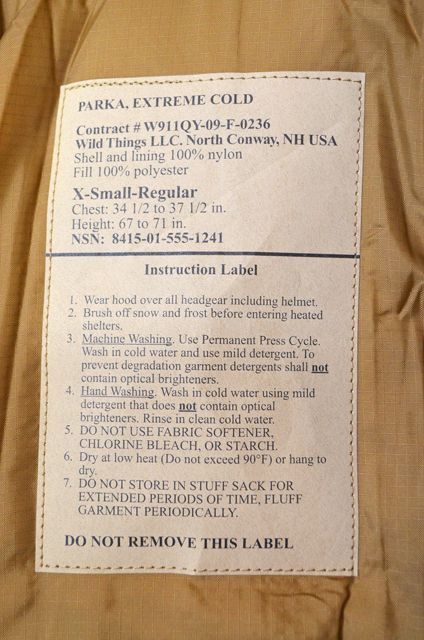 PARKA, EXTREME COLD
Contract # W911QY-09-F-0236
Wild Things LLC. North Conway, NH USA
Shell and lining 100% nylon
Fill 100% polyester
X-Small-Regular
Chest: 34 1/2 to 37 1/2 in.
Height: 67 to 71 in.
NSN: 8415-01-555-1241
Instruction Label
1. Wear hood over all headgear including helmet.
2. Brush off snow and frost before entering heated
shelters.
3. Machine Washing. Use Permanent Press Cycle.
Wash in cold water and use mild detergent. To
prevent degradation garment detergents shall not
contain optical brighteners.
4. Hand Washing. Wash in cold water using mild
detergent that does not contain optical
brighteners. Rinse in clean cold water.
5. DO NOT USE FABRIC SOFTENER,
CHLORINE BLEACH, OR STARCH.
6. Dry at low heat (Do not exceed 90°F) or hang to
dry.
7. DO NOT STORE IN STUFF SACK FOR
EXTENDED PERIODS OF TIME, FLUFF
GARMENT PERIODICALLY.
DO NOT REMOVE THIS LABEL